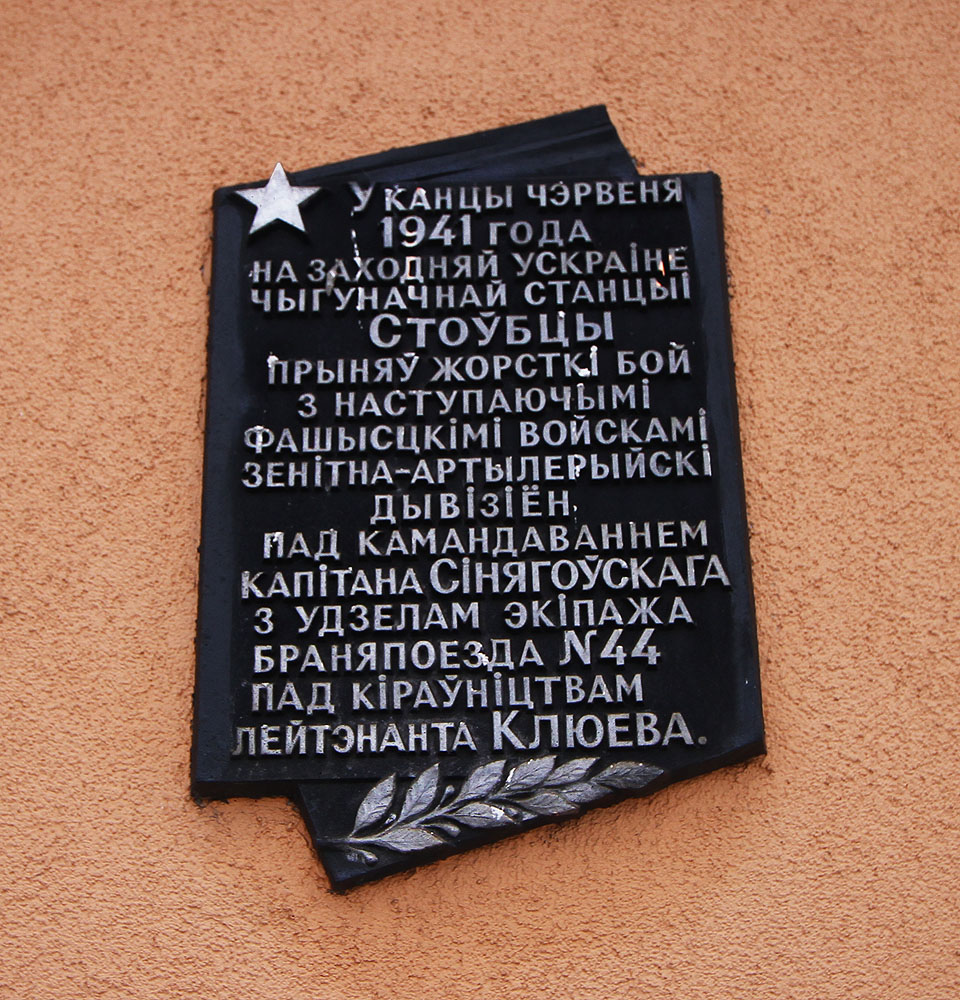 У КАНЦЫ ЧЭРВЕНЯ
1941 ГОДА
НА ЗАХОДНЯЙ УСКРАІНЕ
ЧЫГУНАЧНАЙ СТАНЦЫІ
СТОЎБЦЫ
ПРЫНЯЎ ЖОРСТКІ БОЙ
З НАСТУПАЮЧЫМІ
ФАШЫСЦКІМІ ВОЙСКАМІ
ЗЕНІТНА-АРТЫЛЕРЫЙСКІ
ДЫВІЗІЁН,
ПАД КАМАНДАВАННЕМ
КАПІТАНА СІНЯГОЎСКАГА
З УДЗЕЛАМ ЭКІПАЖА
БРАНЯПОЕЗДА N44
ПАД КІРАЎНІЦТВАМ
ЛЕЙТЭНАНТА КЛЮЕВА.